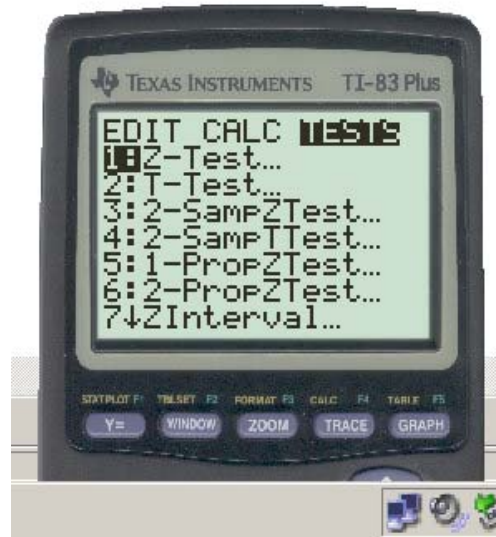 TEXAS INSTRUMENTS TI-83 Plus
EDIT CALC TESTS
1:Z-Test…
2:T-Test…
3:2-SampZTest…
4:2-SampTTest…
5:1-PropZTest…
6:2-PropZTest…
7↓ZInterval…
STAT PLOT F1 TBLSET F2 FORMAT F3 CALC F4 TABLE F5
Y= WINDOW ZOOM TRACE GRAPH